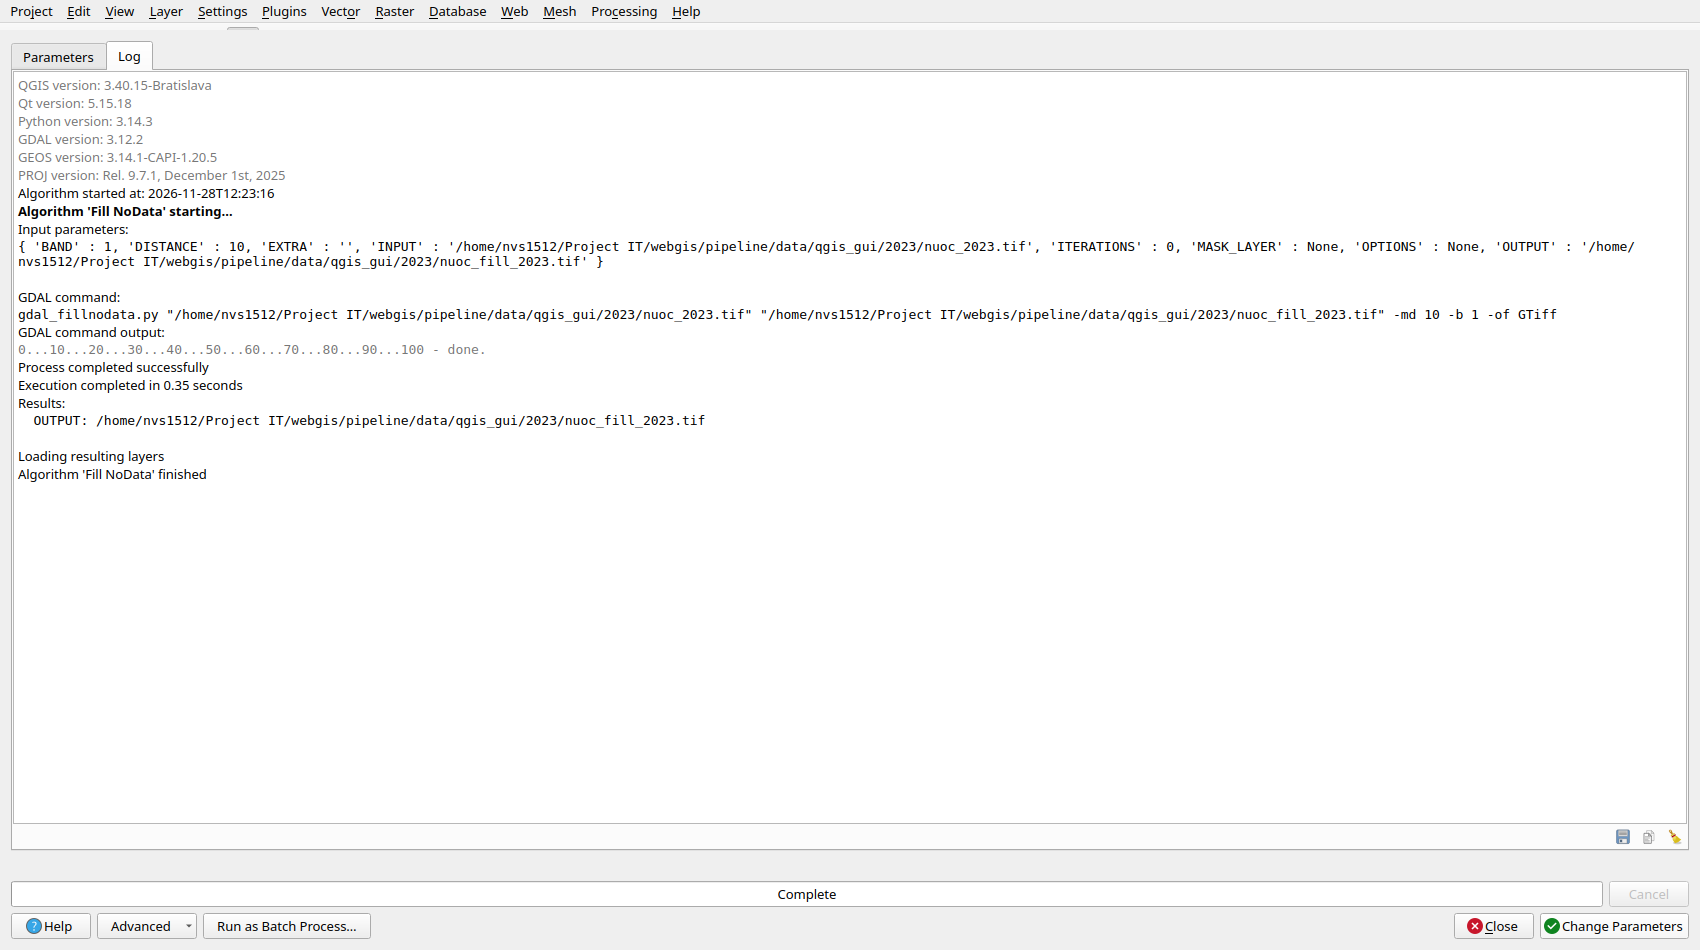 Project Edit View Layer Settings Plugins Vector Raster Database Web Mesh Processing Help
Parameters Log
QGIS version: 3.40.15-Bratislava
Qt version: 5.15.18
Python version: 3.14.3
GDAL version: 3.12.2
GEOS version: 3.14.1-CAPI-1.20.5
PROJ version: Rel. 9.7.1, December 1st, 2025
Algorithm started at: 2026-11-28T12:23:16
Algorithm 'Fill NoData' starting…
Input parameters:
{ 'BAND' : 1, 'DISTANCE' : 10, 'EXTRA' : '', 'INPUT' : '/home/nvs1512/Project IT/webgis/pipeline/data/qgis_gui/2023/nuoc_2023.tif', 'ITERATIONS' : 0, 'MASK_LAYER' : None, 'OPTIONS' : None, 'OUTPUT' : '/home/
nvs1512/Project IT/webgis/pipeline/data/qgis_gui/2023/nuoc_fill_2023.tif' }
GDAL command:
gdal_fillnodata.py "/home/nvs1512/Project IT/webgis/pipeline/data/qgis_gui/2023/nuoc_2023.tif" "/home/nvs1512/Project IT/webgis/pipeline/data/qgis_gui/2023/nuoc_fill_2023.tif" -md 10 -b 1 -of GTiff
GDAL command output:
0...10...20...30...40...50...60...70...80...90...100 - done.
Process completed successfully
Execution completed in 0.35 seconds
Results:
OUTPUT: /home/nvs1512/Project IT/webgis/pipeline/data/qgis_gui/2023/nuoc_fill_2023.tif
Loading resulting layers
Algorithm 'Fill NoData' finished
Complete Cancel
Help Advanced Run as Batch Process… Close Change Parameters